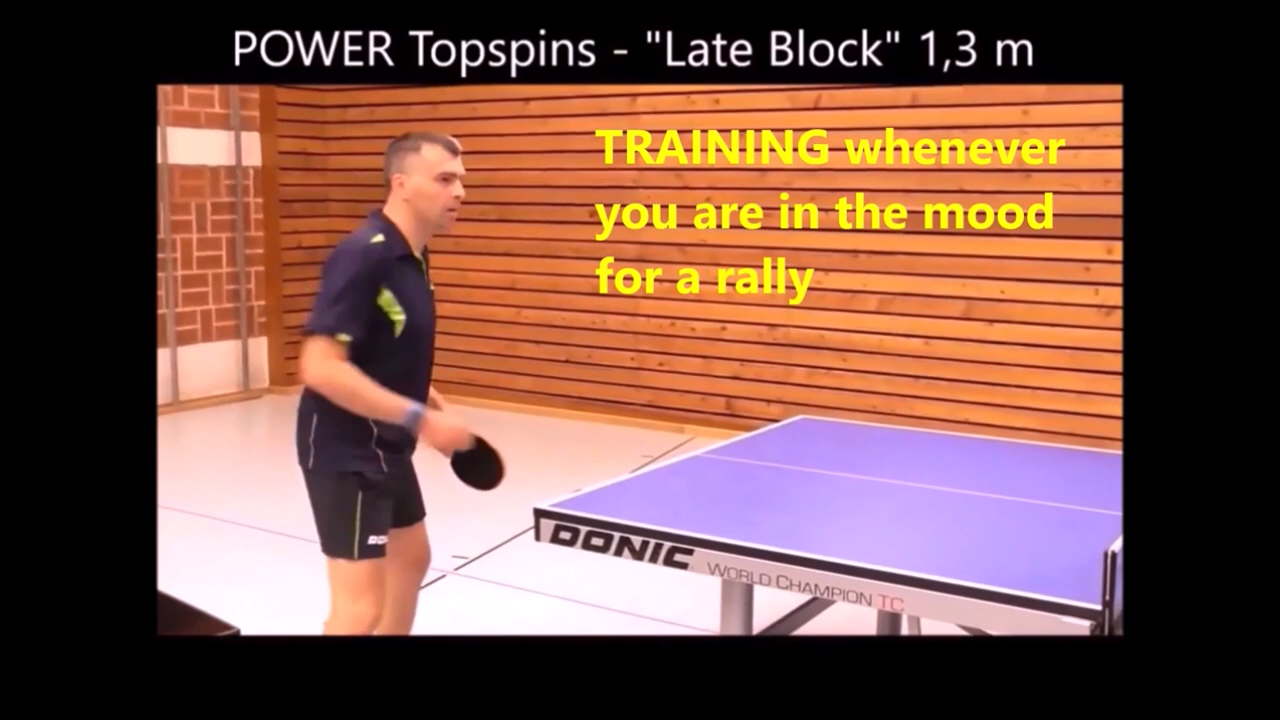 POWER Topspins - "Late Block" 1,3 m
TRAINING whenever
you are in the mood
for a rally
DONIC
WORLD CHAMPION TC